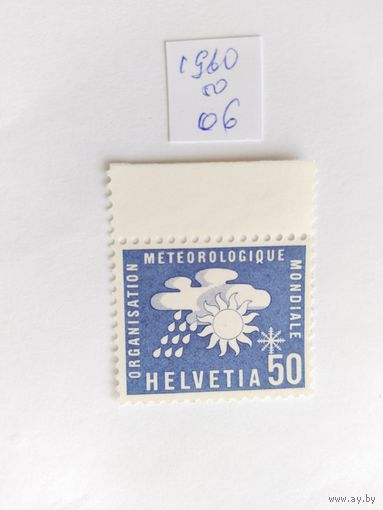 1960
06
ORGANISATION
METEOROLOGIQUE
MONDIALE
HELVETIA 50
www.ay.by